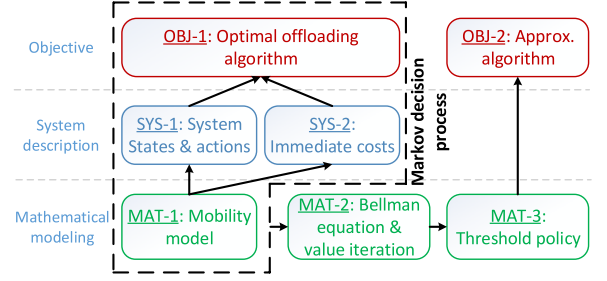 Objective
OBJ-1: Optimal offloading
algorithm
OBJ-2: Approx.
algorithm
Markov decision
process
System
description
SYS-1: System
States & actions
SYS-2:
Immediate costs
Mathematical
modeling
MAT-1: Mobility
model
MAT-2: Bellman
equation &
value iteration
MAT-3:
Threshold policy